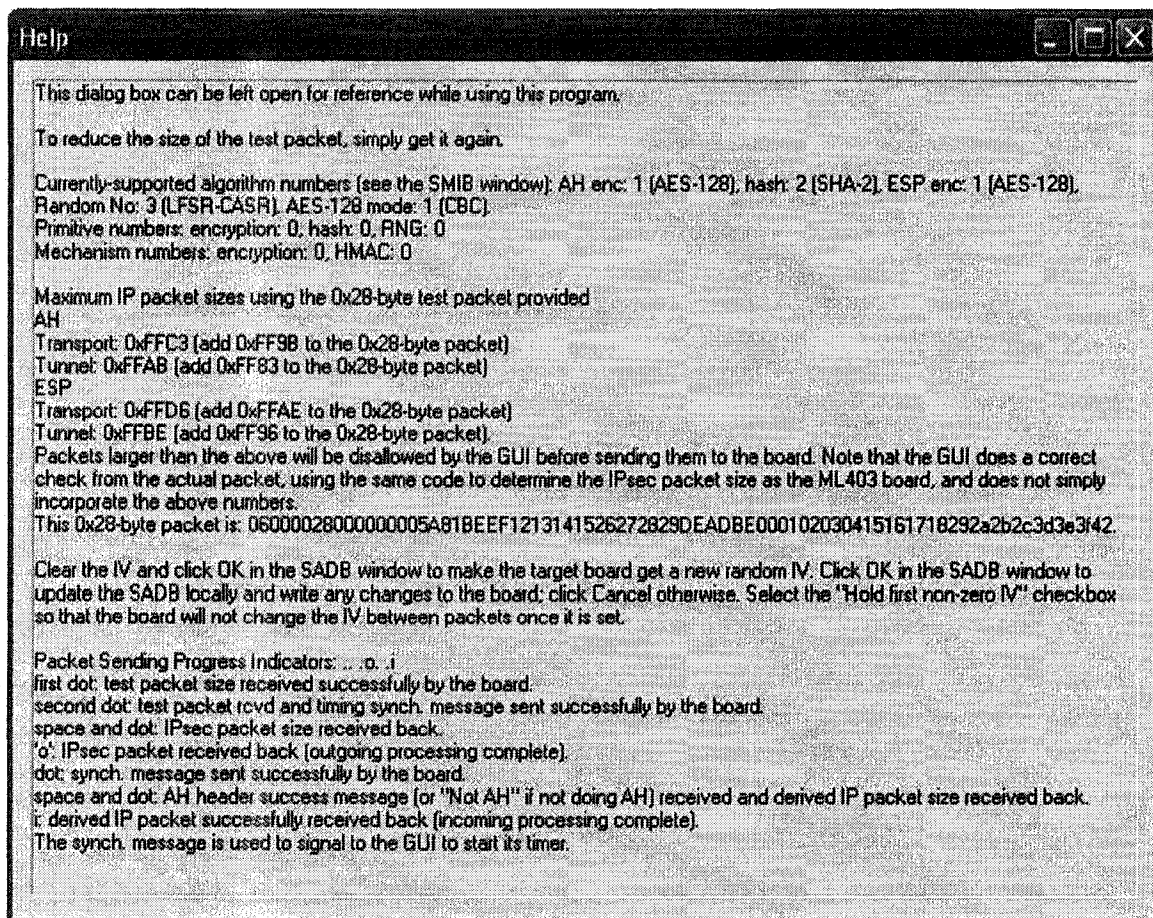 Help
This dialog box can be left open for reference while using this program.
To reduce the size of the test packet, simply get it again.
Currently-supported algorithm numbers (see the SMIB window): AH enc: 1 (AES-128), hash: 2 (SHA-2), ESP enc: 1 (AES-128),
Random No: 3 (LFSR-CASR), AES-128 mode: 1 (CBC).
Primitive numbers: encryption: 0, hash: 0, RNG: 0
Mechanism numbers: encryption: 0, HMAC: 0
Maximum IP packet sizes using the 0x28-byte test packet provided
AH
Transport: 0xFFC3 (add 0xFF9B to the 0x28-byte packet)
Tunnel: 0xFFAB (add 0xFF83 to the 0x28-byte packet)
ESP
Transport: 0xFFD6 (add 0xFFAE to the 0x28-byte packet)
Tunnel: 0xFFBE (add 0xFF96 to the 0x28-byte packet).
Packets larger than the above will be disallowed by the GUI before sending them to the board. Note that the GUI does a correct
check from the actual packet, using the same code to determine the IPsec packet size as the ML403 board, and does not simply
incorporate the above numbers.
This 0x28-byte packet is: 06000028000000005A81BEEF1213141526272829DEADBE000102030415161718292a2b2c3d3e3f42.
Clear the IV and click OK in the SADB window to make the target board get a new random IV. Click OK in the SADB window to
update the SADB locally and write any changes to the board; click Cancel otherwise. Select the "Hold first non-zero IV" checkbox
so that the board will not change the IV between packets once it is set.
Packet Sending Progress Indicators: .. .o. .i
first dot: test packet size received successfully by the board.
second dot: test packet rcvd and timing synch. message sent successfully by the board.
space and dot: IPsec packet size received back.
'o': IPsec packet received back (outgoing processing complete).
dot: synch. message sent successfully by the board.
space and dot: AH header success message (or "Not AH" if not doing AH) received and derived IP packet size received back.
i: derived IP packet successfully received back (incoming processing complete).
The synch. message is used to signal to the GUI to start its timer.